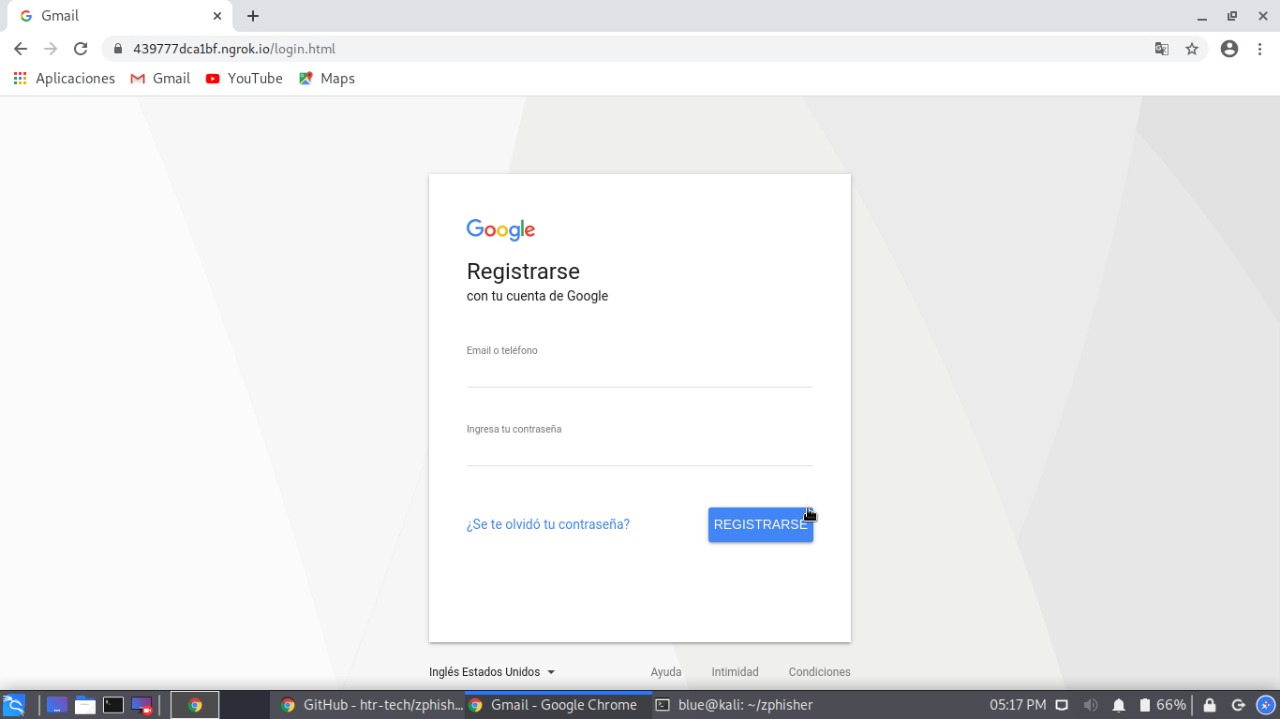 Gmail
439777dca1bf.ngrok.io/login.html
Aplicaciones Gmail YouTube Maps
Google
Registrarse
con tu cuenta de Google
Email o teléfono
Ingresa tu contraseña
¿Se te olvidó tu contraseña? REGISTRARSE
Inglés Estados Unidos Ayuda Intimidad Condiciones
GitHub - htr-tech/zphish... Gmail - Google Chrome blue@kali: ~/zphisher 05:17 PM 66%